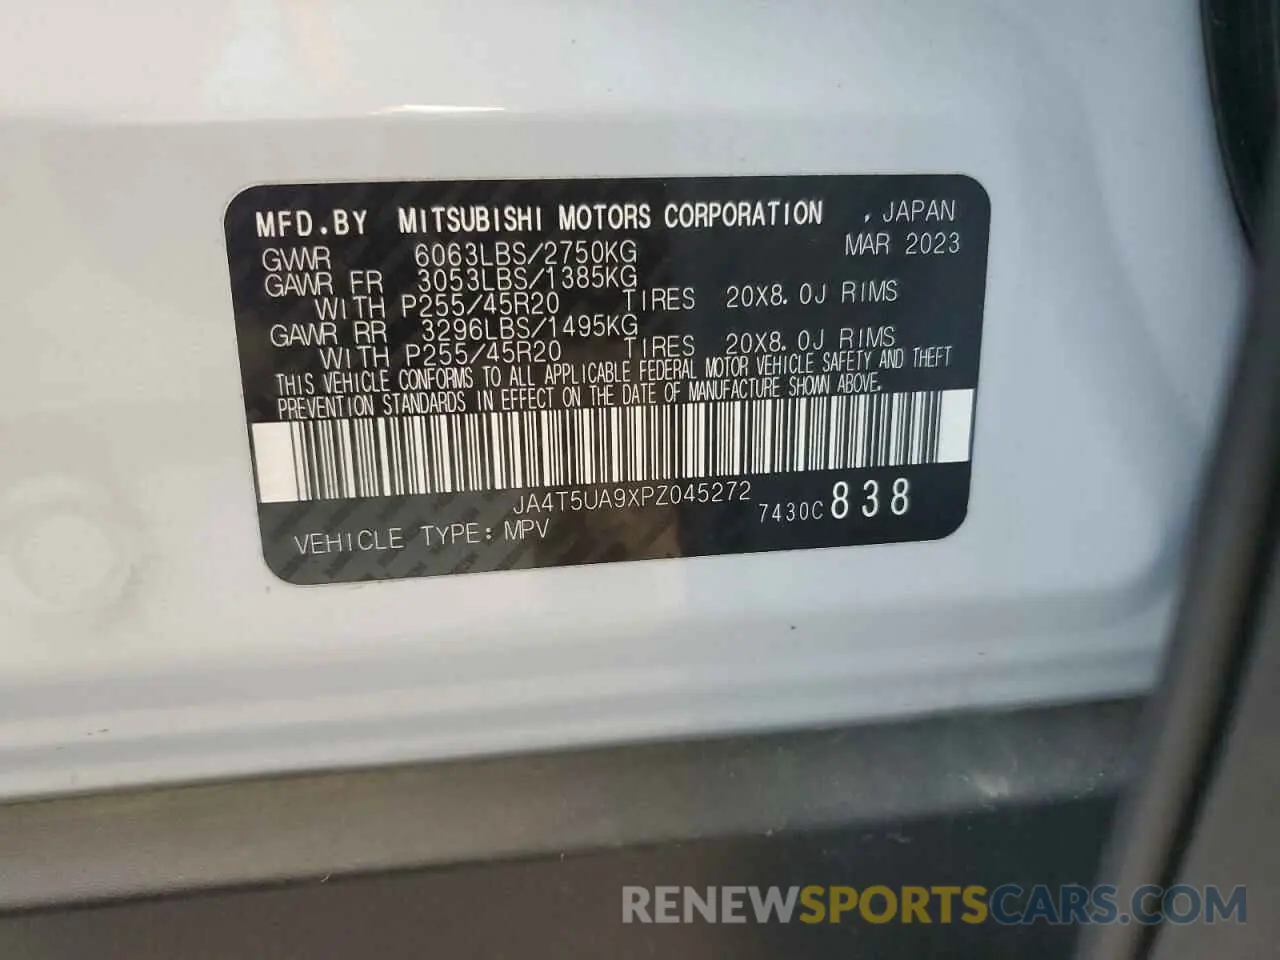 MFD.BY MITSUBISHI MOTORS CORPORATION , JAPAN
GVWR 6063LBS/2750KG MAR 2023
GAWR FR 3053LBS/1385KG
WITH P255/45R20 TIRES 20X8.0J RIMS
GAWR RR 3296LBS/1495KG
WITH P255/45R20 TIRES 20X8.0J RIMS
THIS VEHICLE CONFORMS TO ALL APPLICABLE FEDERAL MOTOR VEHICLE SAFETY AND THEFT
PREVENTION STANDARDS IN EFFECT ON THE DATE OF MANUFACTURE SHOWN ABOVE.
JA4T5UA9XPZ045272
VEHICLE TYPE: MPV 7430C 838
RENEWSPORTSCARS.COM